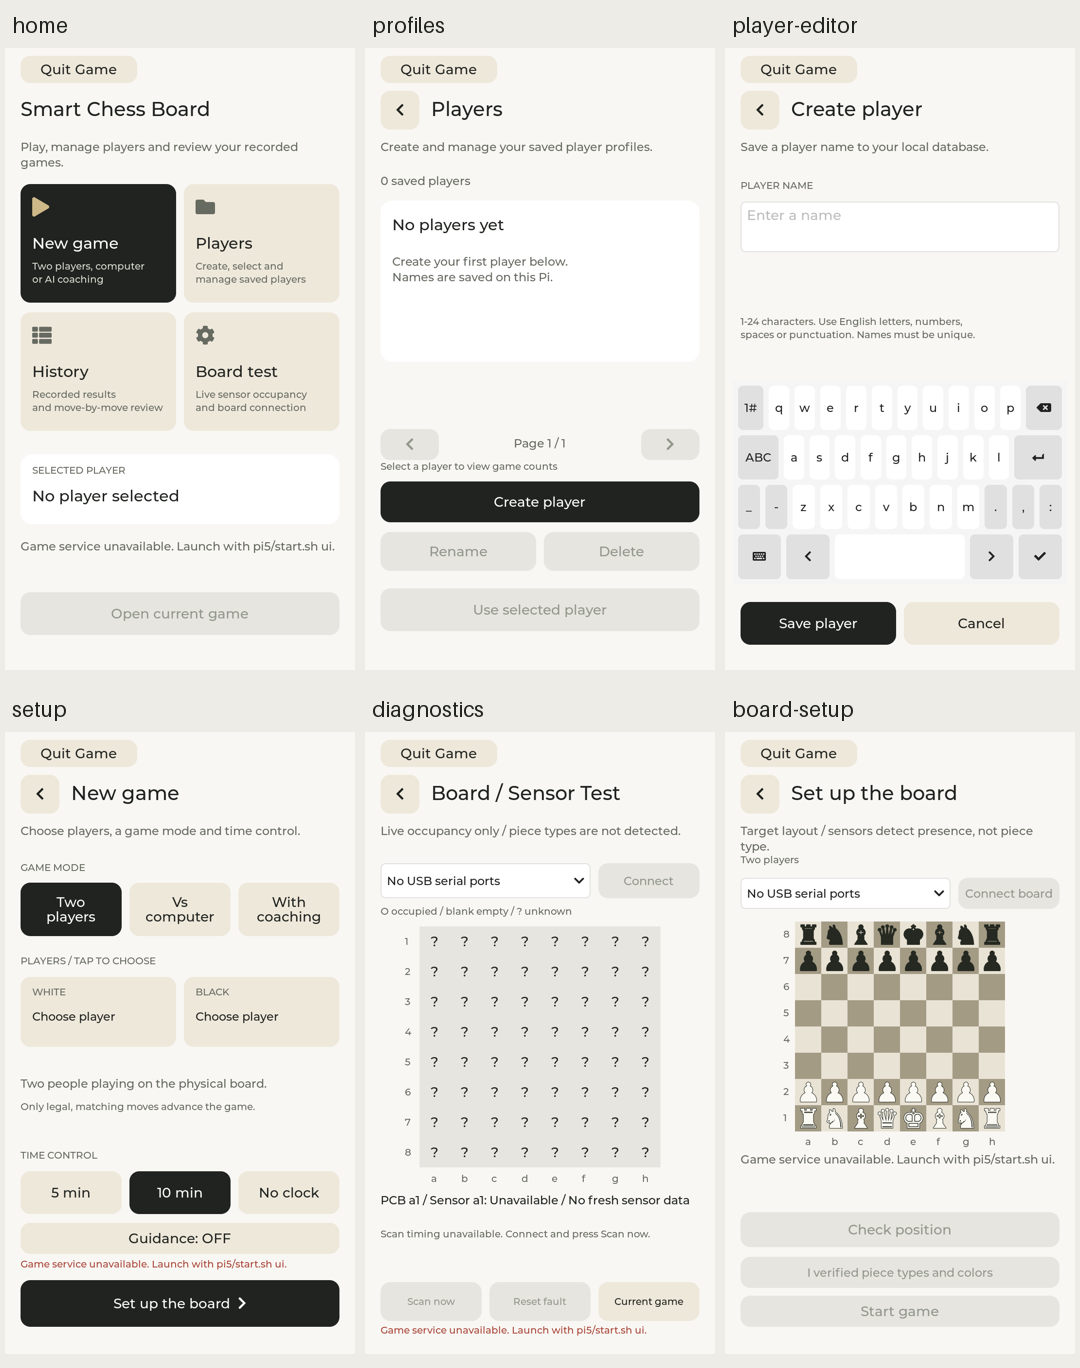 home
Quit Game
Smart Chess Board
Play, manage players and review your recorded
games.
New game
Two players, computer
or AI coaching
Players
Create, select and
manage saved players
History
Recorded results
and move-by-move review
Board test
Live sensor occupancy
and board connection
SELECTED PLAYER
No player selected
Game service unavailable. Launch with pi5/start.sh ui.
Open current game
profiles
Quit Game
Players
Create and manage your saved player profiles.
0 saved players
No players yet
Create your first player below.
Names are saved on this Pi.
Page 1 / 1
Select a player to view game counts
Create player
Rename
Delete
Use selected player
player-editor
Quit Game
Create player
Save a player name to your local database.
PLAYER NAME
Enter a name
1-24 characters. Use English letters, numbers,
spaces or punctuation. Names must be unique.
1# q w e r t y u i o p
ABC a s d f g h j k l
_ - z x c v b n m . , :
Save player
Cancel
setup
Quit Game
New game
Choose players, a game mode and time control.
GAME MODE
Two
players
Vs
computer
With
coaching
PLAYERS / TAP TO CHOOSE
WHITE
Choose player
BLACK
Choose player
Two people playing on the physical board.
Only legal, matching moves advance the game.
TIME CONTROL
5 min
10 min
No clock
Guidance: OFF
Game service unavailable. Launch with pi5/start.sh ui.
Set up the board
diagnostics
Quit Game
Board / Sensor Test
Live occupancy only / piece types are not detected.
No USB serial ports
Connect
O occupied / blank empty / ? unknown
1 ? ? ? ? ? ? ? ?
2 ? ? ? ? ? ? ? ?
3 ? ? ? ? ? ? ? ?
4 ? ? ? ? ? ? ? ?
5 ? ? ? ? ? ? ? ?
6 ? ? ? ? ? ? ? ?
7 ? ? ? ? ? ? ? ?
8 ? ? ? ? ? ? ? ?
a b c d e f g h
PCB a1 / Sensor a1: Unavailable / No fresh sensor data
Scan timing unavailable. Connect and press Scan now.
Scan now
Reset fault
Current game
Game service unavailable. Launch with pi5/start.sh ui.
board-setup
Quit Game
Set up the board
Target layout / sensors detect presence, not piece
type.
Two players
No USB serial ports
Connect board
8
7
6
5
4
3
2
1
a b c d e f g h
Game service unavailable. Launch with pi5/start.sh ui.
Check position
I verified piece types and colors
Start game